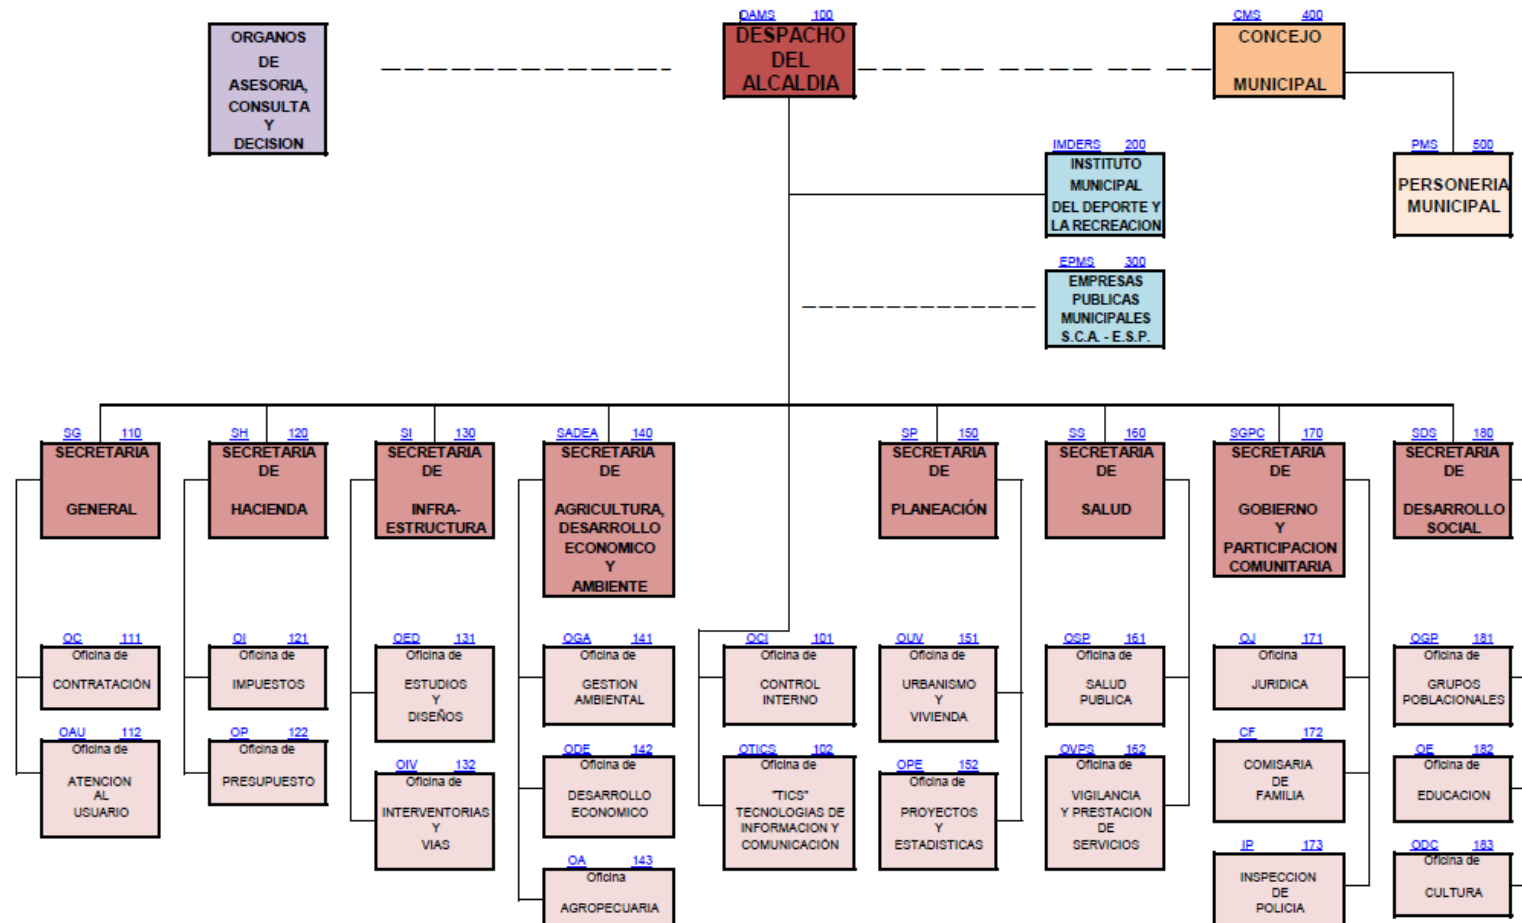 ORGANOS
DE
ASESORIA,
CONSULTA
Y
DECISION
DAMS 100
DESPACHO
DEL
ALCALDIA
CMS 400
CONCEJO
MUNICIPAL
IMDERS 200
INSTITUTO
MUNICIPAL
DEL DEPORTE Y
LA RECREACION
PMS 500
PERSONERIA
MUNICIPAL
EPMS 300
EMPRESAS
PUBLICAS
MUNICIPALES
S.C.A. - E.S.P.
SG 110
SECRETARIA
GENERAL
SH 120
SECRETARIA
DE
HACIENDA
SI 130
SECRETARIA
DE
INFRA-
ESTRUCTURA
SADEA 140
SECRETARIA
DE
AGRICULTURA,
DESARROLLO
ECONOMICO
Y
AMBIENTE
SP 150
SECRETARIA
DE
PLANEACIÓN
SS 160
SECRETARIA
DE
SALUD
SGPC 170
SECRETARIA
DE
GOBIERNO
Y
PARTICIPACION
COMUNITARIA
SDS 180
SECRETARIA
DE
DESARROLLO
SOCIAL
OC 111
Oficina de
CONTRATACIÓN
OI 121
Oficina de
IMPUESTOS
OED 131
Oficina de
ESTUDIOS
Y
DISEÑOS
OGA 141
Oficina de
GESTION
AMBIENTAL
OCI 101
Oficina de
CONTROL
INTERNO
OUV 151
Oficina de
URBANISMO
Y
VIVIENDA
OSP 161
Oficina de
SALUD
PUBLICA
OJ 171
Oficina
JURIDICA
OGP 181
Oficina de
GRUPOS
POBLACIONALES
OAU 112
Oficina de
ATENCION
AL
USUARIO
OP 122
Oficina de
PRESUPUESTO
OIV 132
Oficina de
INTERVENTORIAS
Y
VIAS
ODE 142
Oficina de
DESARROLLO
ECONOMICO
OTICS 102
Oficina de
"TICS"
TECNOLOGIAS DE
INFORMACION Y
COMUNICACIÓN
OPE 152
Oficina de
PROYECTOS
Y
ESTADISTICAS
OVPS 162
Oficina de
VIGILANCIA
Y PRESTACION
DE
SERVICIOS
CF 172
COMISARIA
DE
FAMILIA
OE 182
Oficina de
EDUCACION
OA 143
Oficina
AGROPECUARIA
IP 173
INSPECCION
DE
POLICIA
ODC 183
Oficina de
CULTURA